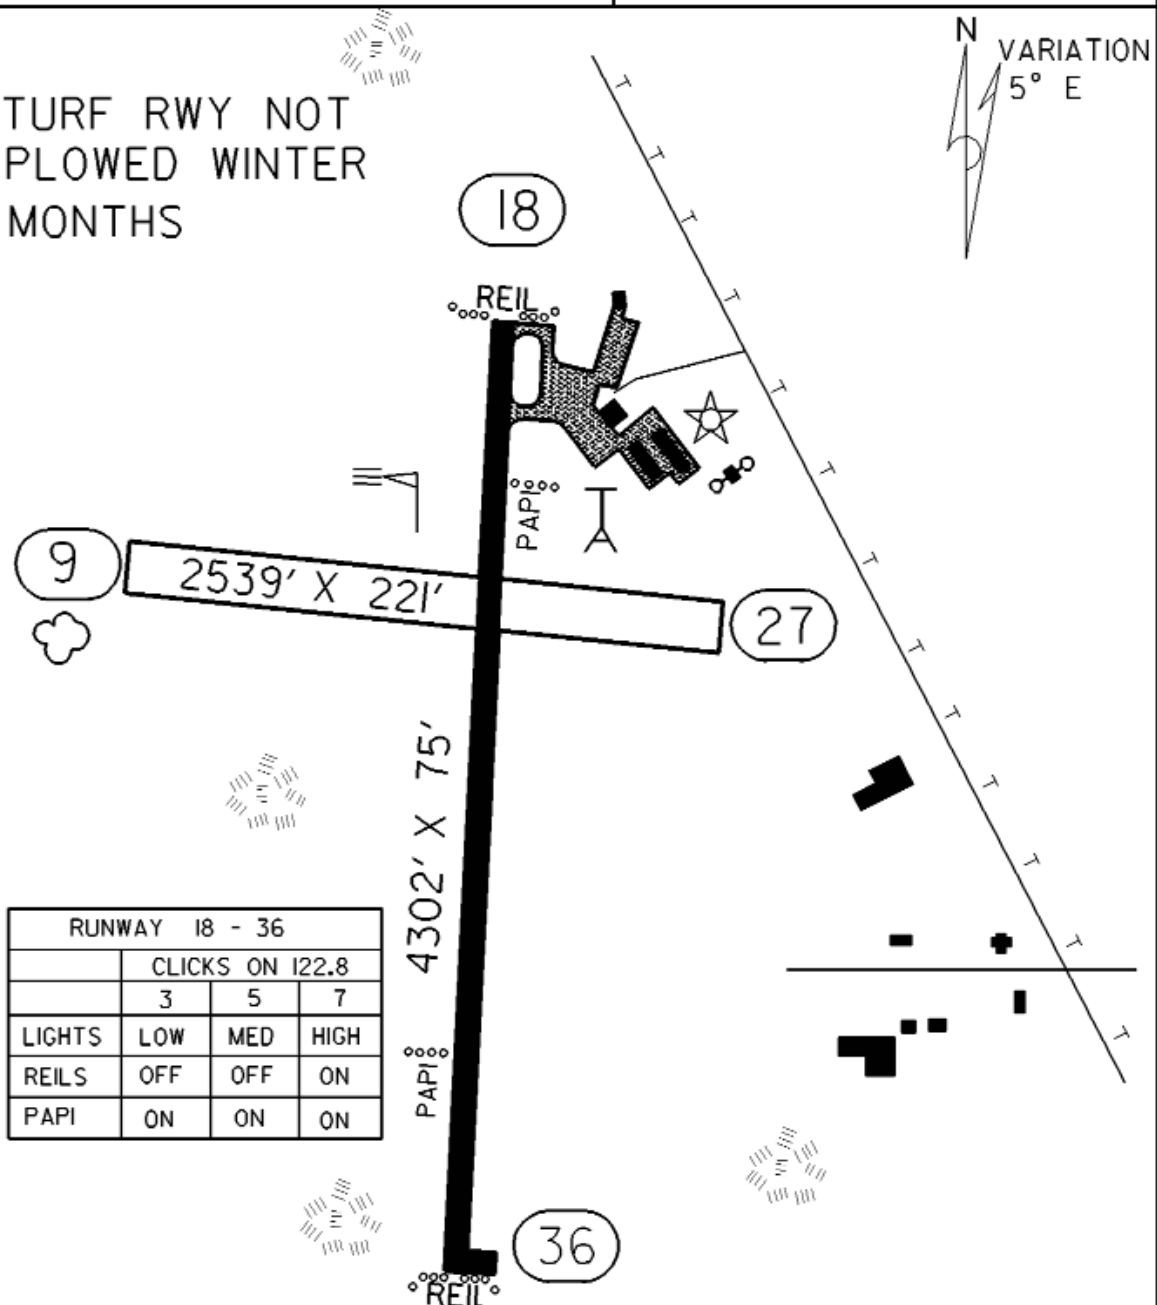 N
VARIATION
5° E
TURF RWY NOT
PLOWED WINTER
MONTHS
18
REIL
PAPI
9
2539' X 221'
27
4302' X 75'
RUNWAY 18 - 36
CLICKS ON 122.8
3 5 7
LIGHTS LOW MED HIGH
REILS OFF OFF ON
PAPI ON ON ON
PAPI
36
REIL
T
T
T
T
T
T
T
T
T
T
T
T
T